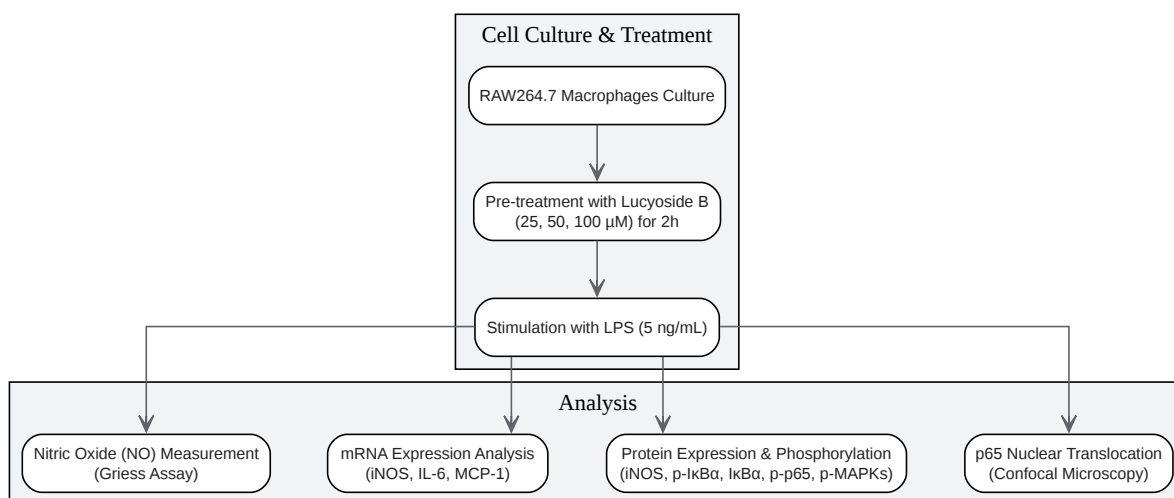 Cell Culture & Treatment
RAW264.7 Macrophages Culture
Pre-treatment with Lucyoside B
(25, 50, 100 µM) for 2h
Stimulation with LPS (5 ng/mL)
Analysis
Nitric Oxide (NO) Measurement
(Griess Assay)
mRNA Expression Analysis
(iNOS, IL-6, MCP-1)
Protein Expression & Phosphorylation
(iNOS, p-IκBα, IκBα, p-p65, p-MAPKs)
p65 Nuclear Translocation
(Confocal Microscopy)